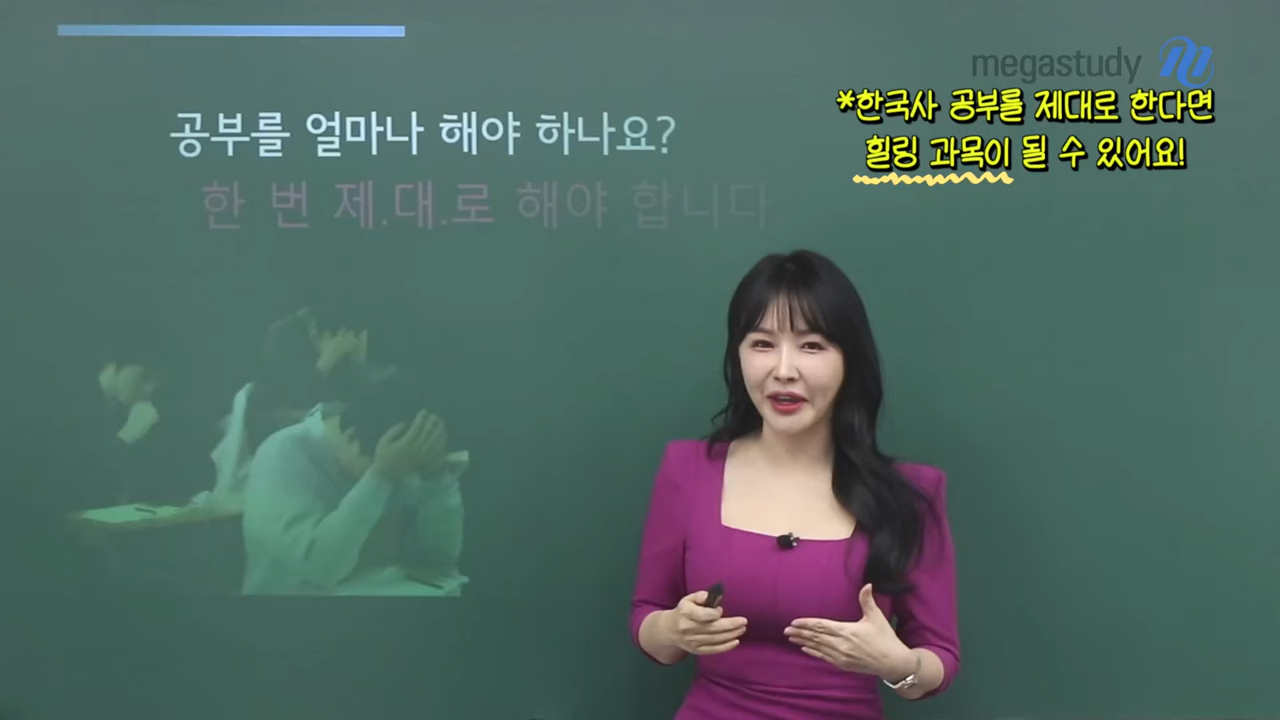 megastudy
*한국사 공부를 제대로 한다면
힐링 과목이 될 수 있어요!
공부를 얼마나 해야 하나요?
한 번 제.대.로 해야 합니다.